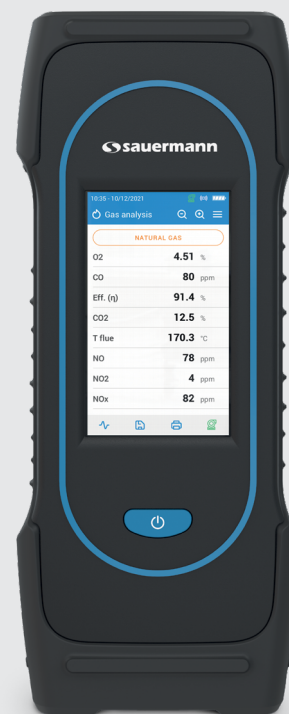 sauermann
10:35 - 10/12/2021
Gas analysis
NATURAL GAS
O2 4.51 %
CO 80 ppm
Eff. (η) 91.4 %
CO2 12.5 %
T flue 170.3 °C
NO 78 ppm
NO2 4 ppm
NOx 82 ppm